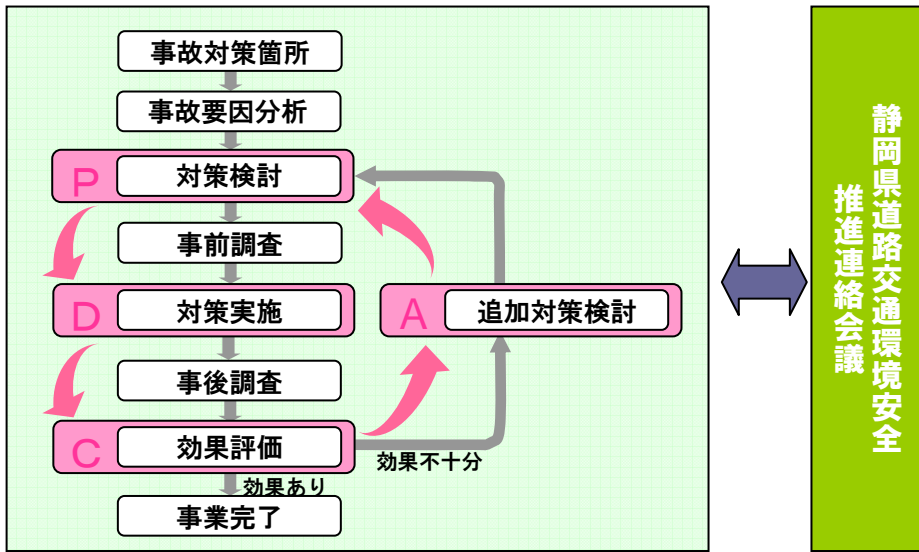 事故対策箇所
事故要因分析
P
対策検討
事前調査
D
対策実施
A
追加対策検討
事後調査
C
効果評価
効果不十分
効果あり
事業完了
静岡県道路交通環境安全
推進連絡会議